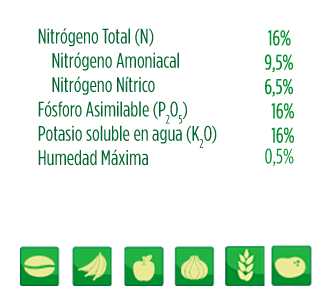 Nitrógeno Total (N) 16%
Nitrógeno Amoniacal 9,5%
Nitrógeno Nítrico 6,5%
Fósforo Asimilable (P₂O₅) 16%
Potasio soluble en agua (K₂O) 16%
Humedad Máxima 0,5%